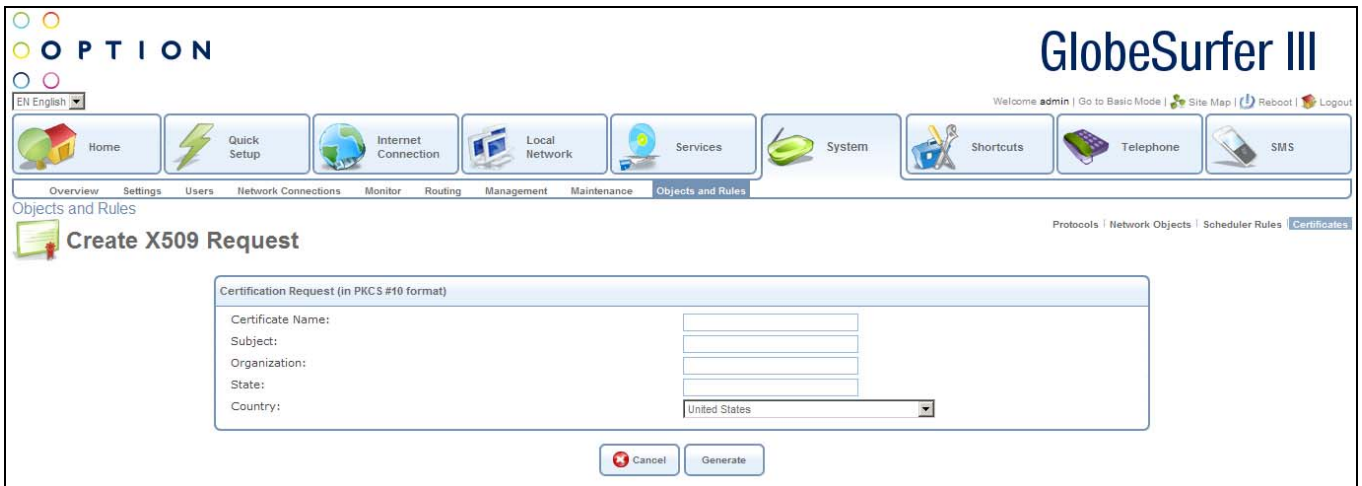 OPTION
GlobeSurfer III
EN English
Welcome admin | Go to Basic Mode | Site Map | Reboot | Logout
Home
Quick Setup
Internet Connection
Local Network
Services
System
Shortcuts
Telephone
SMS
Overview Settings Users Network Connections Monitor Routing Management Maintenance Objects and Rules
Objects and Rules
Protocols | Network Objects | Scheduler Rules | Certificates
Create X509 Request
Certification Request (in PKCS #10 format)
Certificate Name:
Subject:
Organization:
State:
Country: United States
Cancel Generate